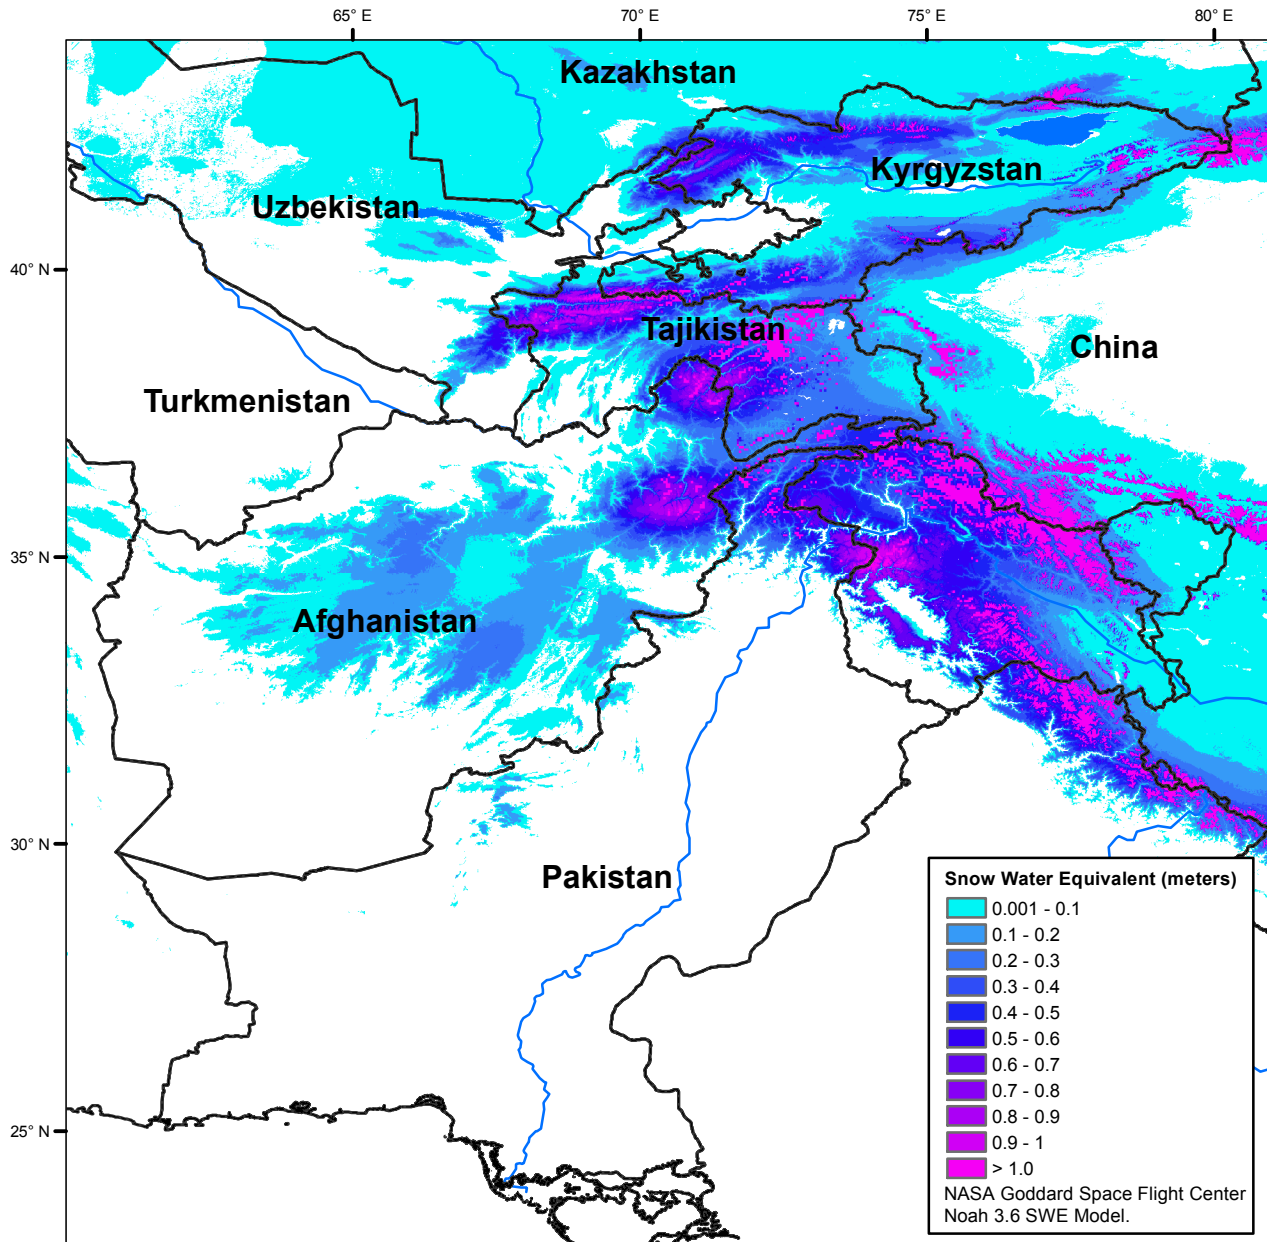 65° E
70° E
75° E
80° E
Kazakhstan
Kyrgyzstan
Uzbekistan
40° N
Tajikistan
China
Turkmenistan
35° N
Afghanistan
30° N
Pakistan
25° N
Snow Water Equivalent (meters)
0.001 - 0.1
0.1 - 0.2
0.2 - 0.3
0.3 - 0.4
0.4 - 0.5
0.5 - 0.6
0.6 - 0.7
0.7 - 0.8
0.8 - 0.9
0.9 - 1
> 1.0
NASA Goddard Space Flight Center
Noah 3.6 SWE Model.